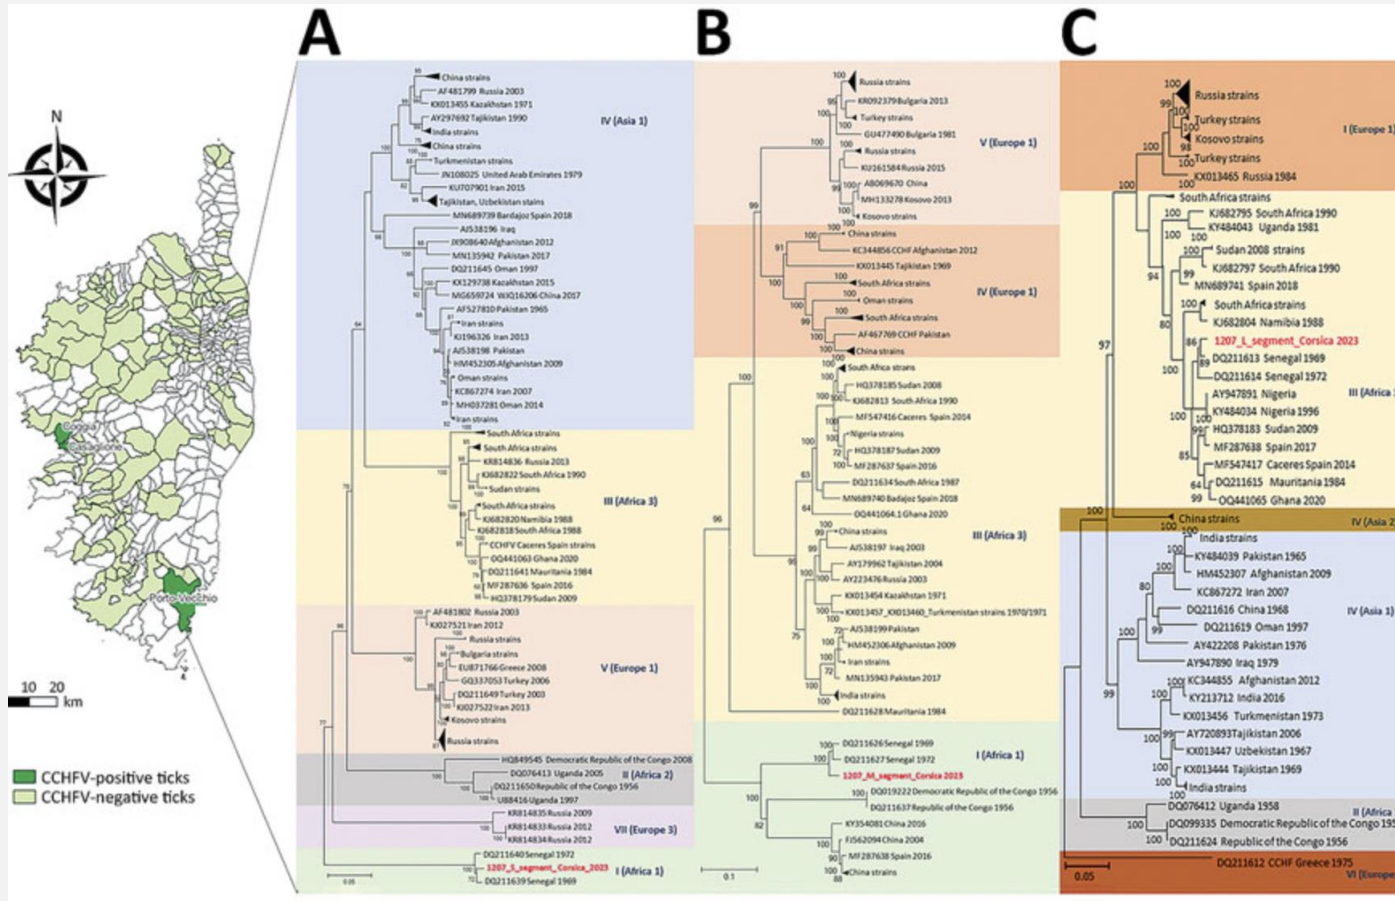 A
B
C
N
Coggia
Casaglione
Porto-Vecchio
10 20
km
CCHFV-positive ticks
CCHFV-negative ticks
China strains
AF481799 Russia 2003
KX013455 Kazakhstan 1971
AY297692 Tajikistan 1990
India strains
China strains
Turkmenistan strains
JN108025 United Arab Emirates 1979
KU707901 Iran 2015
Tajikistan, Uzbekistan stains
MN689739 Bardajoz Spain 2018
AJ538196 Iraq
JX908640 Afghanistan 2012
MN135942 Pakistan 2017
DQ211645 Oman 1997
KX129738 Kazakhstan 2015
MG659724 WJQ16206 China 2017
AF527810 Pakistan 1965
Iran strains
KJ196326 Iran 2013
AJ538198 Pakistan
HM452305 Afghanistan 2009
Oman strains
KC867274 Iran 2007
MH037281 Oman 2014
Iran strains
IV (Asia 1)
South Africa strains
South Africa strains
KR814836 Russia 2013
KJ682822 South Africa 1990
Sudan strains
South Africa strains
KJ682820 Namibia 1988
KJ682818 South Africa 1988
CCHFV Caceres Spain strains
OQ441063 Ghana 2020
DQ211641 Mauritania 1984
MF287636 Spain 2016
HQ378179 Sudan 2009
III (Africa 3)
AF481802 Russia 2003
KJ027521 Iran 2012
Russia strains
Bulgaria strains
EU871766 Greece 2008
GQ337053 Turkey 2006
DQ211649 Turkey 2003
KJ027522 Iran 2013
Kosovo strains
Russia strains
V (Europe 1)
HQ849545 Democratic Republic of the Congo 2008
DQ076413 Uganda 2005
DQ211650 Republic of the Congo 1956
U88416 Uganda 1997
II (Africa 2)
KR814835 Russia 2009
KR814833 Russia 2012
KR814834 Russia 2012
VII (Europe 3)
DQ211640 Senegal 1972
1207_S_segment_ Corsica_2023
DQ211639 Senegal 1969
I (Africa 1)
0.05
Russia strains
KR092379 Bulgaria 2013
Turkey strains
GU477490 Bulgaria 1981
Russia strains
KU161584 Russia 2015
AB069670 China
MH133278 Kosovo 2013
Kosovo strains
V (Europe 1)
China strains
KC344856 CCHF Afghanistan 2012
KX013445 Tajikistan 1969
South Africa strains
Oman strains
South Africa strains
AF467769 CCHF Pakistan
China strains
IV (Europe 1)
South Africa strains
HQ378185 Sudan 2008
KJ682813 South Africa 1990
MF547416 Caceres Spain 2014
Nigeria strains
HQ378187 Sudan 2009
MF287637 Spain 2016
DQ211634 South Africa 1987
MN689740 Badajoz Spain 2018
OQ441064.1 Ghana 2020
China strains
AJ538197 Iraq 2003
AY179962 Tajikistan 2004
AY223476 Russia 2003
KX013454 Kazakhstan 1971
KX013457_KX013460_Turkmenistan strains 1970/1971
AJ538199 Pakistan
HM452306 Afghanistan 2009
Iran strains
MN135943 Pakistan 2017
India strains
DQ211628 Mauritania 1984
III (Africa 3)
DQ211626 Senegal 1969
DQ211627 Senegal 1972
1207_M_segment_Corsica 2023
DQ019222 Democratic Republic of the Congo 1956
DQ211637 Republic of the Congo 1956
KY354081 China 2016
FJ562094 China 2004
MF287638 Spain 2016
China strains
I (Africa 1)
0.1
Russia strains
Turkey strains
Kosovo strains
Turkey strains
KX013465 Russia 1984
I (Europe 1)
South Africa strains
KJ682795 South Africa 1990
KY484043 Uganda 1981
Sudan 2008 strains
KJ682797 South Africa 1990
MN689741 Spain 2018
South Africa strains
KJ682804 Namibia 1988
1207_L_segment_Corsica 2023
DQ211613 Senegal 1969
DQ211614 Senegal 1972
AY947891 Nigeria
KY484034 Nigeria 1996
HQ378183 Sudan 2009
MF287638 Spain 2017
MF547417 Caceres Spain 2014
DQ211615 Mauritania 1984
OQ441065 Ghana 2020
III (Africa
China strains
IV (Asia 2
India strains
KY484039 Pakistan 1965
HM452307 Afghanistan 2009
KC867272 Iran 2007
DQ211616 China 1968
DQ211619 Oman 1997
AY422208 Pakistan 1976
AY947890 Iraq 1979
KC344855 Afghanistan 2012
KY213712 India 2016
KX013456 Turkmenistan 1973
AY720893 Tajikistan 2006
KX013447 Uzbekistan 1967
KX013444 Tajikistan 1969
India strains
IV (Asia 1)
DQ076412 Uganda 1958
DQ099335 Democratic Republic of the Congo 195
DQ211624 Republic of the Congo 1956
II (Africa
DQ211612 CCHF Greece 1975
VI (Europe
0.05